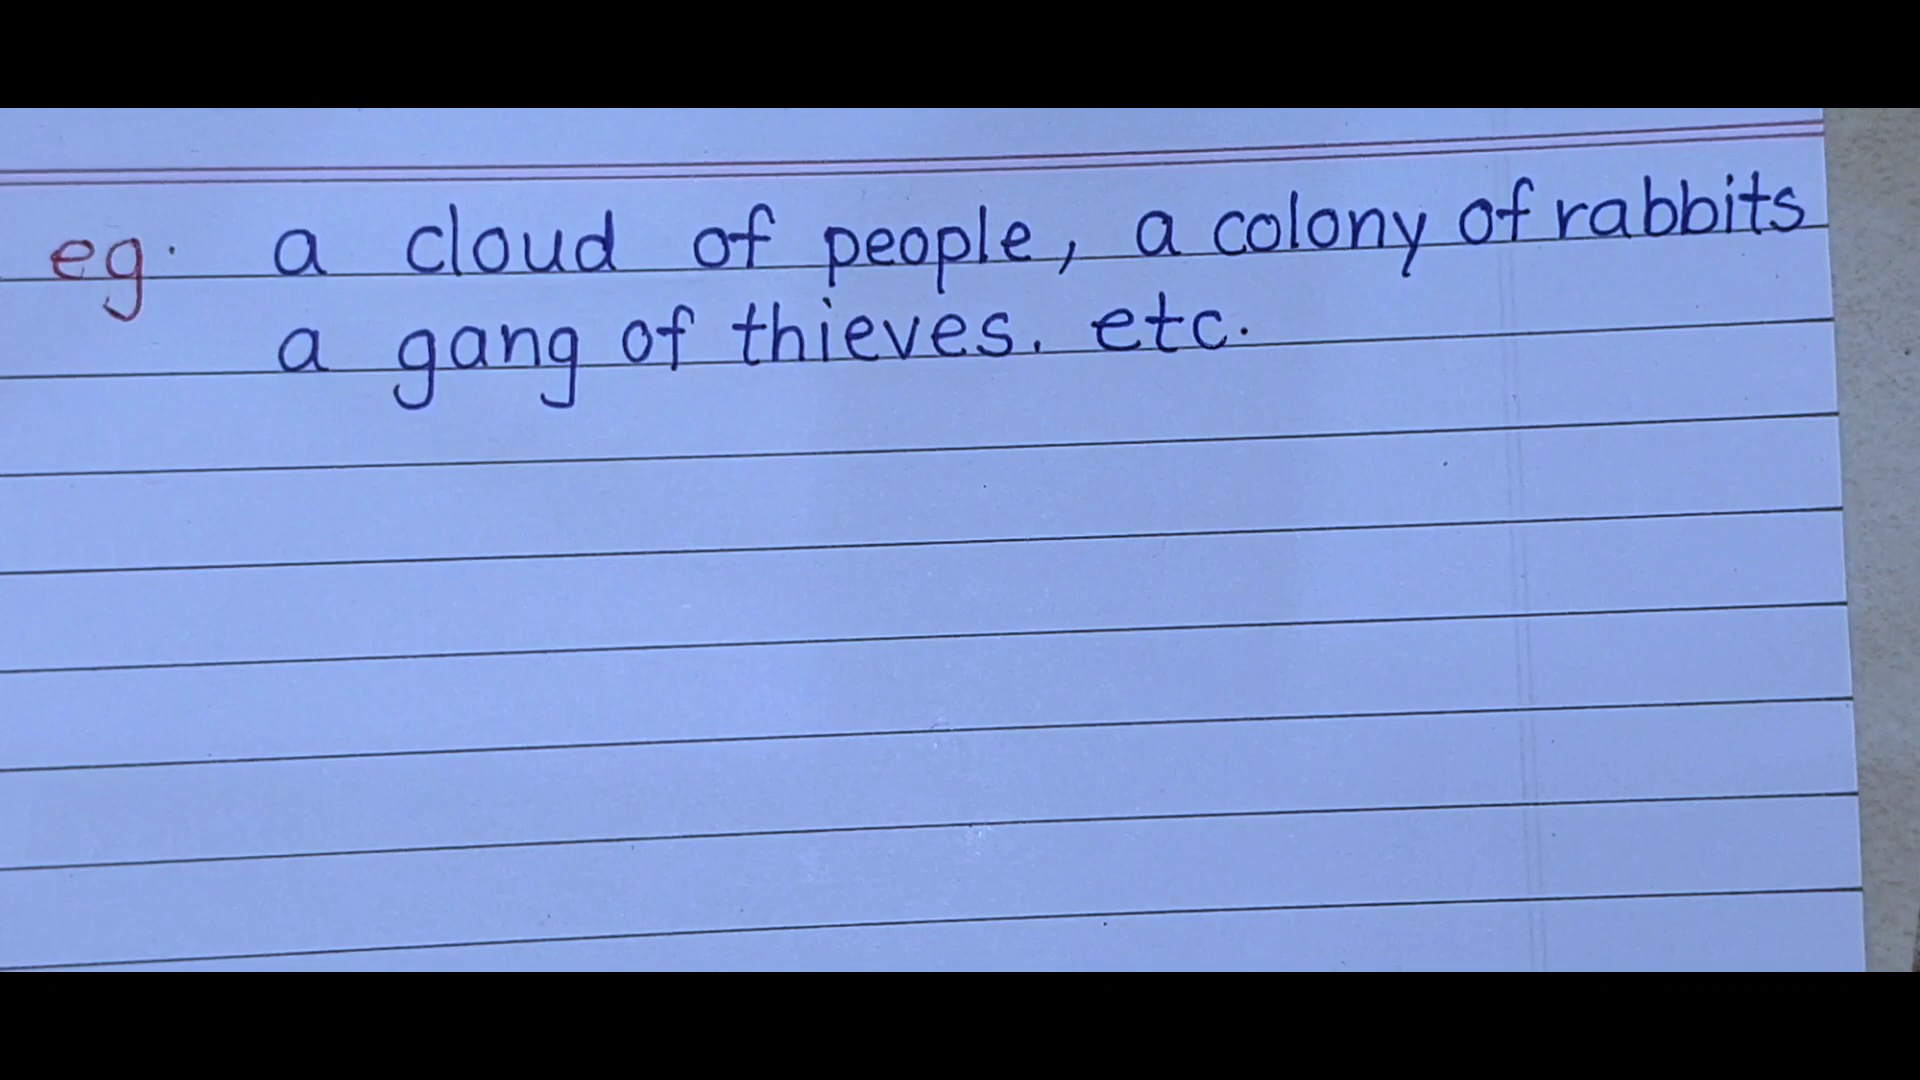 eg. a cloud of people, a colony of rabbits
a gang of thieves. etc.